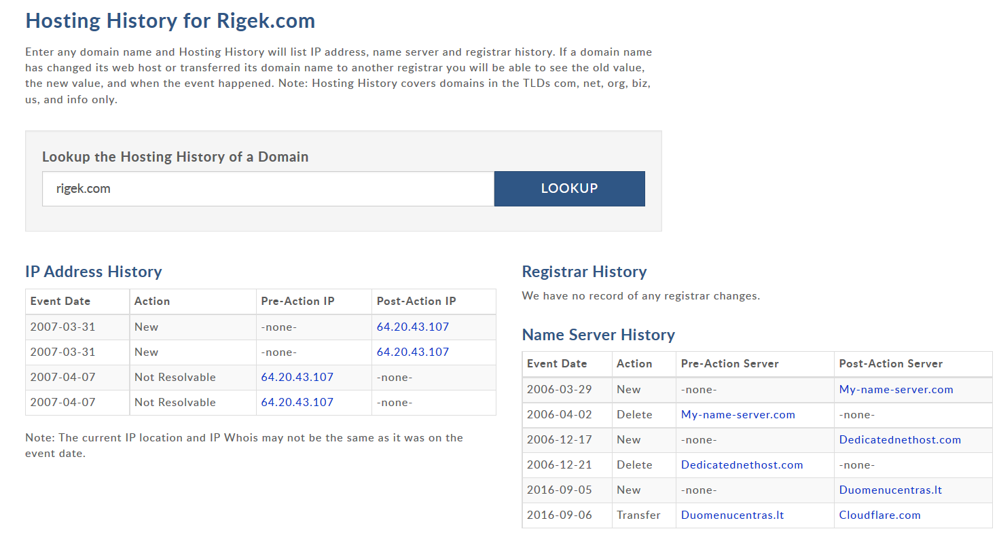 Hosting History for Rigek.com
Enter any domain name and Hosting History will list IP address, name server and registrar history. If a domain name
has changed its web host or transferred its domain name to another registrar you will be able to see the old value,
the new value, and when the event happened. Note: Hosting History covers domains in the TLDs com, net, org, biz,
us, and info only.
Lookup the Hosting History of a Domain
rigek.com LOOKUP
IP Address History
Event Date Action Pre-Action IP Post-Action IP
2007-03-31 New -none- 64.20.43.107
2007-03-31 New -none- 64.20.43.107
2007-04-07 Not Resolvable 64.20.43.107 -none-
2007-04-07 Not Resolvable 64.20.43.107 -none-
Note: The current IP location and IP Whois may not be the same as it was on the
event date.
Registrar History
We have no record of any registrar changes.
Name Server History
Event Date Action Pre-Action Server Post-Action Server
2006-03-29 New -none- My-name-server.com
2006-04-02 Delete My-name-server.com -none-
2006-12-17 New -none- Dedicatednethost.com
2006-12-21 Delete Dedicatednethost.com -none-
2016-09-05 New -none- Duomenucentras.lt
2016-09-06 Transfer Duomenucentras.lt Cloudflare.com